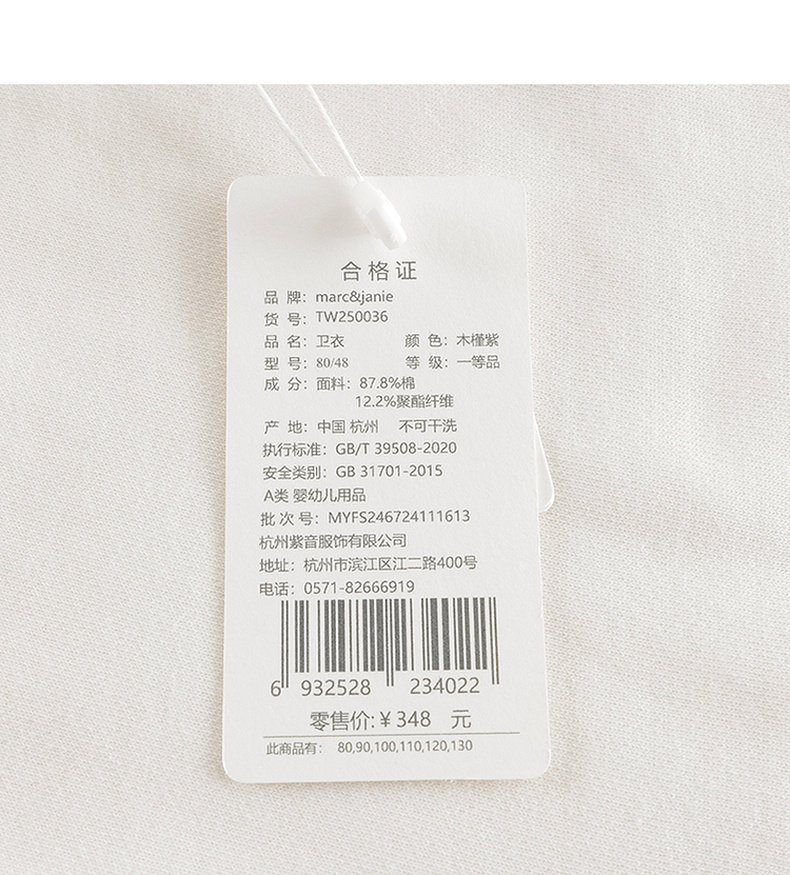 合格证
品 牌：marc&janie
货 号：TW250036
品 名：卫衣 颜 色：木槿紫
型 号：80/48 等 级：一等品
成 分：面料：87.8%棉
12.2%聚酯纤维
产 地：中国 杭州 不可干洗
执行标准：GB/T 39508-2020
安全类别：GB 31701-2015
A类 婴幼儿用品
批 次 号：MYFS246724111613
杭州紫音服饰有限公司
地址：杭州市滨江区江二路400号
电话：0571-82666919
6 932528 234022
零售价:￥348 元
此商品有： 80,90,100,110,120,130